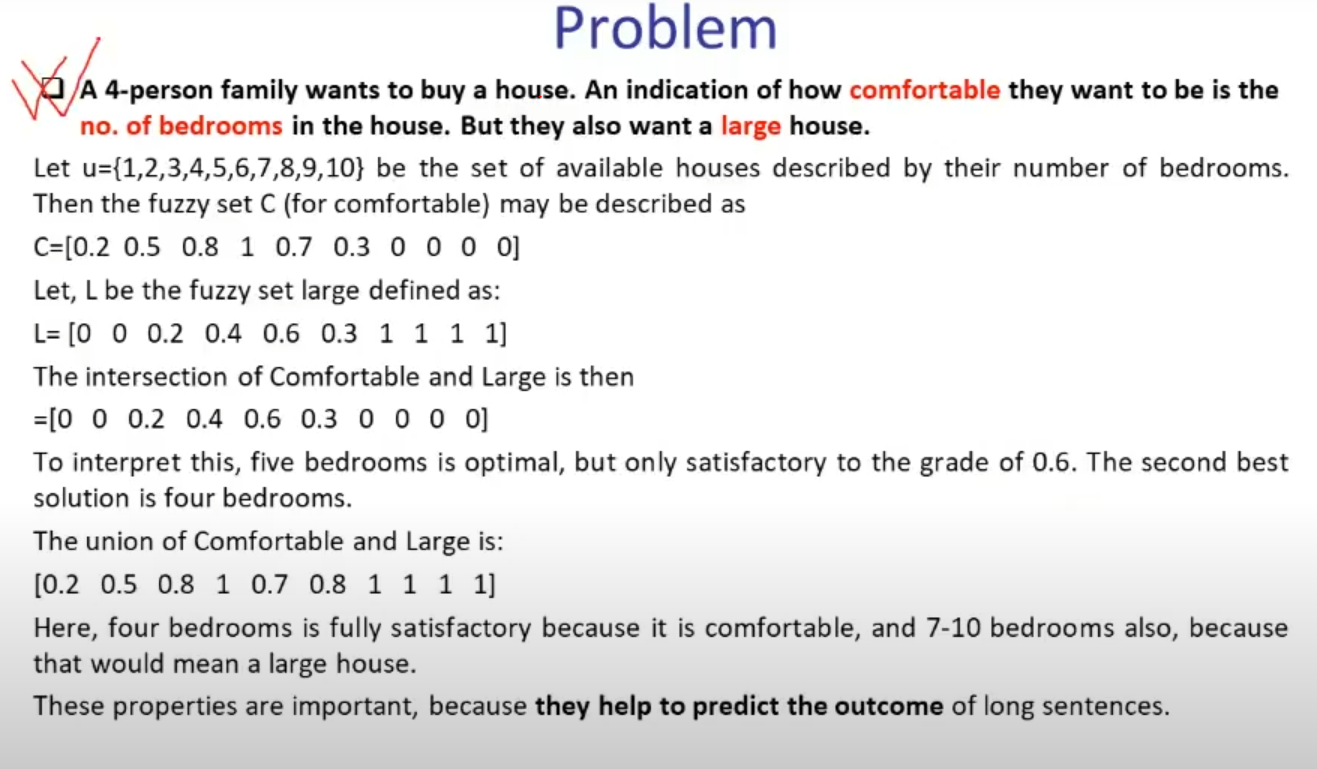 Problem
❑ A 4-person family wants to buy a house. An indication of how comfortable they want to be is the
no. of bedrooms in the house. But they also want a large house.
Let u={1,2,3,4,5,6,7,8,9,10} be the set of available houses described by their number of bedrooms.
Then the fuzzy set C (for comfortable) may be described as
C=[0.2 0.5 0.8 1 0.7 0.3 0 0 0 0]
Let, L be the fuzzy set large defined as:
L= [0 0 0.2 0.4 0.6 0.3 1 1 1 1]
The intersection of Comfortable and Large is then
=[0 0 0.2 0.4 0.6 0.3 0 0 0 0]
To interpret this, five bedrooms is optimal, but only satisfactory to the grade of 0.6. The second best
solution is four bedrooms.
The union of Comfortable and Large is:
[0.2 0.5 0.8 1 0.7 0.8 1 1 1 1]
Here, four bedrooms is fully satisfactory because it is comfortable, and 7-10 bedrooms also, because
that would mean a large house.
These properties are important, because they help to predict the outcome of long sentences.